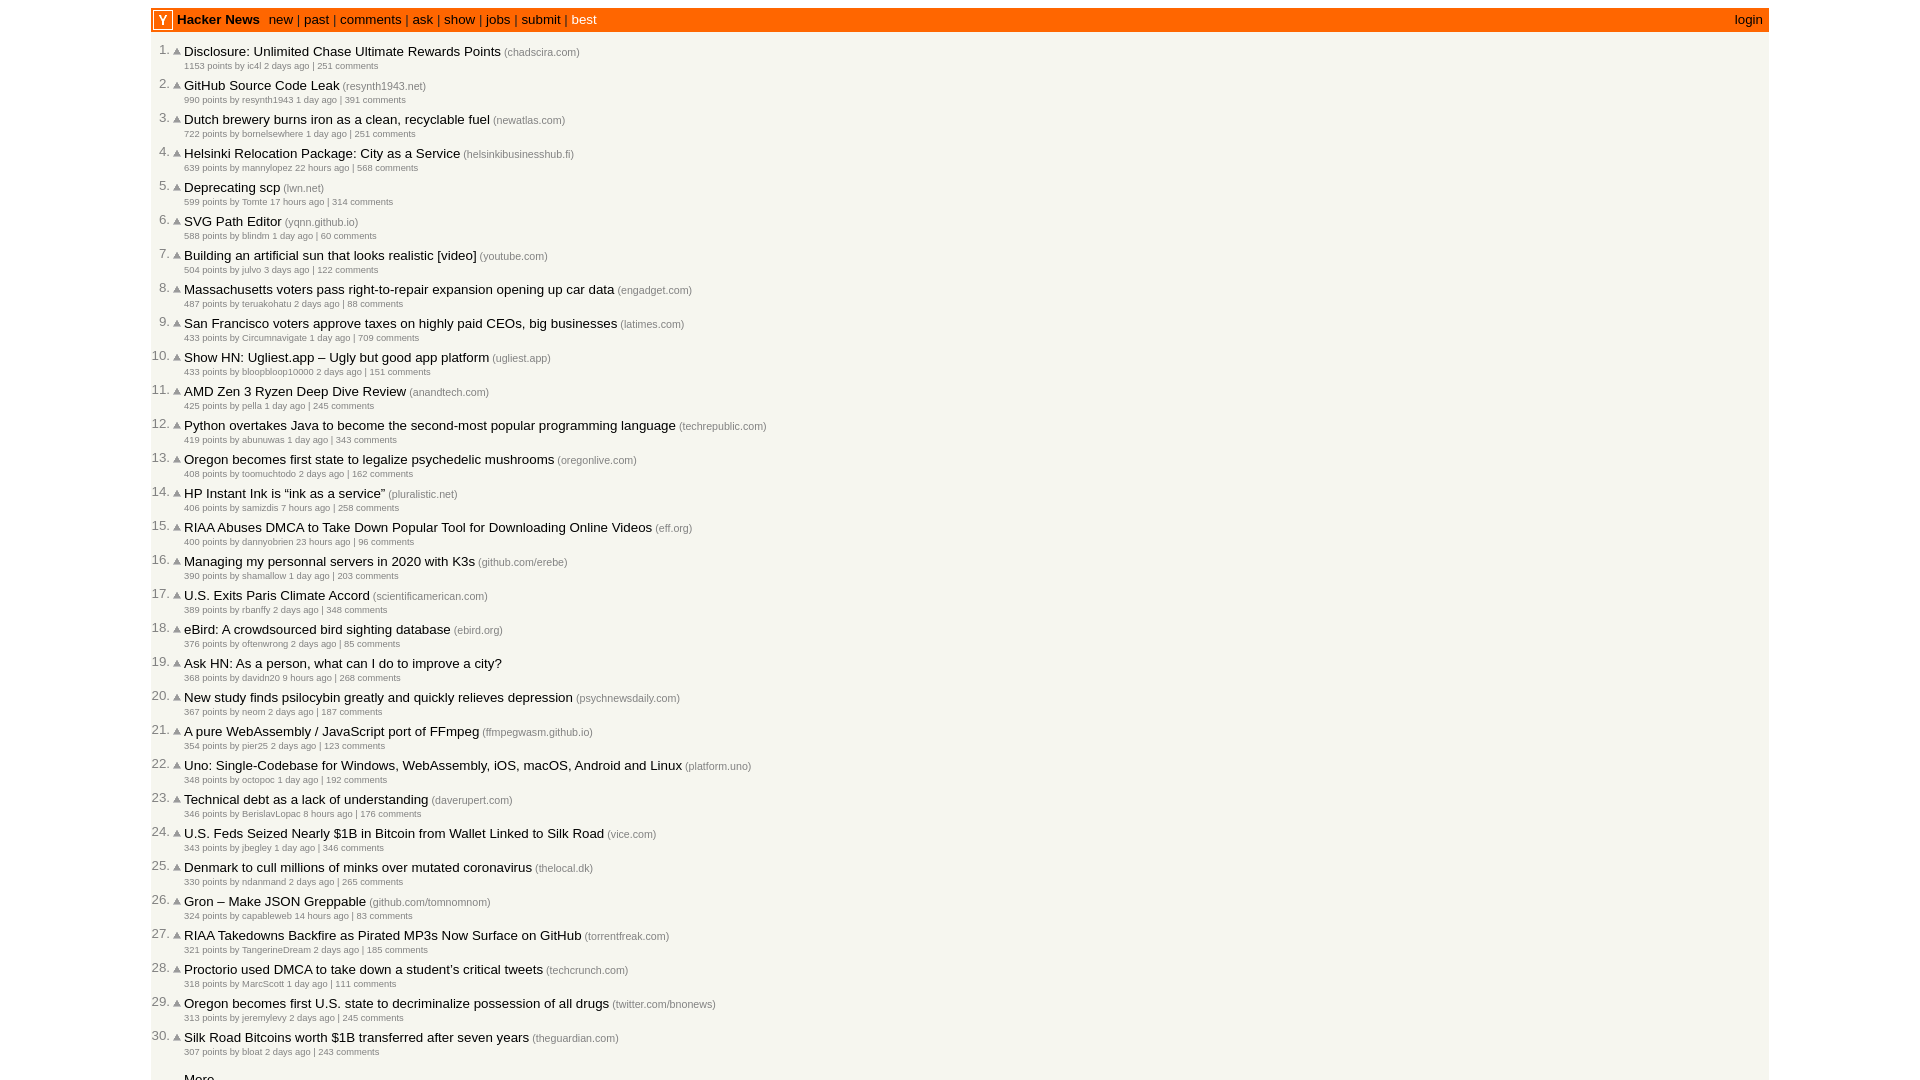 Y Hacker News new | past | comments | ask | show | jobs | submit | best login
1. Disclosure: Unlimited Chase Ultimate Rewards Points (chadscira.com)
1153 points by ic4l 2 days ago | 251 comments
2. GitHub Source Code Leak (resynth1943.net)
990 points by resynth1943 1 day ago | 391 comments
3. Dutch brewery burns iron as a clean, recyclable fuel (newatlas.com)
722 points by bornelsewhere 1 day ago | 251 comments
4. Helsinki Relocation Package: City as a Service (helsinkibusinesshub.fi)
639 points by mannylopez 22 hours ago | 568 comments
5. Deprecating scp (lwn.net)
599 points by Tomte 17 hours ago | 314 comments
6. SVG Path Editor (yqnn.github.io)
588 points by blindm 1 day ago | 60 comments
7. Building an artificial sun that looks realistic [video] (youtube.com)
504 points by julvo 3 days ago | 122 comments
8. Massachusetts voters pass right-to-repair expansion opening up car data (engadget.com)
487 points by teruakohatu 2 days ago | 88 comments
9. San Francisco voters approve taxes on highly paid CEOs, big businesses (latimes.com)
433 points by Circumnavigate 1 day ago | 709 comments
10. Show HN: Ugliest.app – Ugly but good app platform (ugliest.app)
433 points by bloopbloop10000 2 days ago | 151 comments
11. AMD Zen 3 Ryzen Deep Dive Review (anandtech.com)
425 points by pella 1 day ago | 245 comments
12. Python overtakes Java to become the second-most popular programming language (techrepublic.com)
419 points by abunuwas 1 day ago | 343 comments
13. Oregon becomes first state to legalize psychedelic mushrooms (oregonlive.com)
408 points by toomuchtodo 2 days ago | 162 comments
14. HP Instant Ink is “ink as a service” (pluralistic.net)
406 points by samizdis 7 hours ago | 258 comments
15. RIAA Abuses DMCA to Take Down Popular Tool for Downloading Online Videos (eff.org)
400 points by dannyobrien 23 hours ago | 96 comments
16. Managing my personnal servers in 2020 with K3s (github.com/erebe)
390 points by shamallow 1 day ago | 203 comments
17. U.S. Exits Paris Climate Accord (scientificamerican.com)
389 points by rbanffy 2 days ago | 348 comments
18. eBird: A crowdsourced bird sighting database (ebird.org)
376 points by oftenwrong 2 days ago | 85 comments
19. Ask HN: As a person, what can I do to improve a city?
368 points by davidn20 9 hours ago | 268 comments
20. New study finds psilocybin greatly and quickly relieves depression (psychnewsdaily.com)
367 points by neom 2 days ago | 187 comments
21. A pure WebAssembly / JavaScript port of FFmpeg (ffmpegwasm.github.io)
354 points by pier25 2 days ago | 123 comments
22. Uno: Single-Codebase for Windows, WebAssembly, iOS, macOS, Android and Linux (platform.uno)
348 points by octopoc 1 day ago | 192 comments
23. Technical debt as a lack of understanding (daverupert.com)
346 points by BerislavLopac 8 hours ago | 176 comments
24. U.S. Feds Seized Nearly $1B in Bitcoin from Wallet Linked to Silk Road (vice.com)
343 points by jbegley 1 day ago | 346 comments
25. Denmark to cull millions of minks over mutated coronavirus (thelocal.dk)
330 points by ndanmand 2 days ago | 265 comments
26. Gron – Make JSON Greppable (github.com/tomnomnom)
324 points by capableweb 14 hours ago | 83 comments
27. RIAA Takedowns Backfire as Pirated MP3s Now Surface on GitHub (torrentfreak.com)
321 points by TangerineDream 2 days ago | 185 comments
28. Proctorio used DMCA to take down a student’s critical tweets (techcrunch.com)
318 points by MarcScott 1 day ago | 111 comments
29. Oregon becomes first U.S. state to decriminalize possession of all drugs (twitter.com/bnonews)
313 points by jeremylevy 2 days ago | 245 comments
30. Silk Road Bitcoins worth $1B transferred after seven years (theguardian.com)
307 points by bloat 2 days ago | 243 comments
More